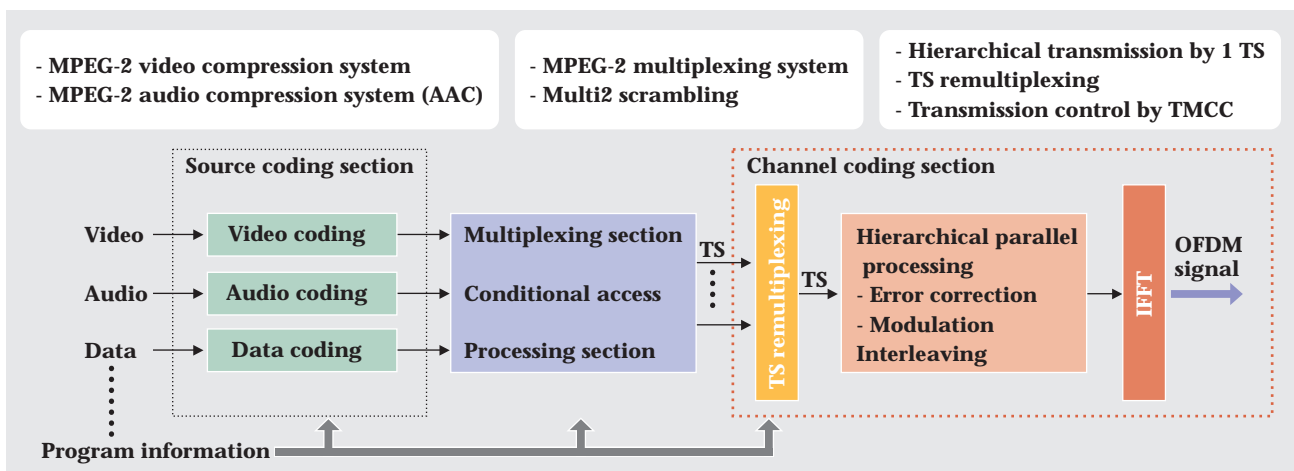 - MPEG-2 video compression system
- MPEG-2 audio compression system (AAC)
- MPEG-2 multiplexing system
- Multi2 scrambling
- Hierarchical transmission by 1 TS
- TS remultiplexing
- Transmission control by TMCC
Source coding section
Channel coding section
Video
Video coding
Multiplexing section
Audio
Audio coding
Conditional access
Data
Data coding
Processing section
TS
TS remultiplexing
TS
Hierarchical parallel
processing
- Error correction
- Modulation
Interleaving
IFFT
OFDM
signal
Program information